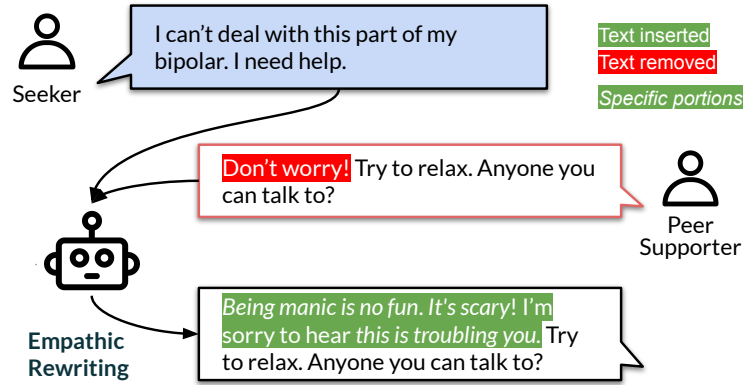 I can’t deal with this part of my
bipolar. I need help.
Seeker
Text inserted
Text removed
Specific portions
Don’t worry! Try to relax. Anyone you
can talk to?
Peer
Supporter
Being manic is no fun. It's scary! I’m
sorry to hear this is troubling you. Try
to relax. Anyone you can talk to?
Empathic
Rewriting